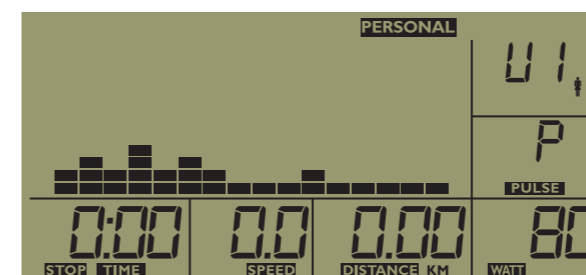 PERSONAL
U1
P
PULSE
0:00 0.0 0.00 80
STOP TIME SPEED DISTANCE KM WATT